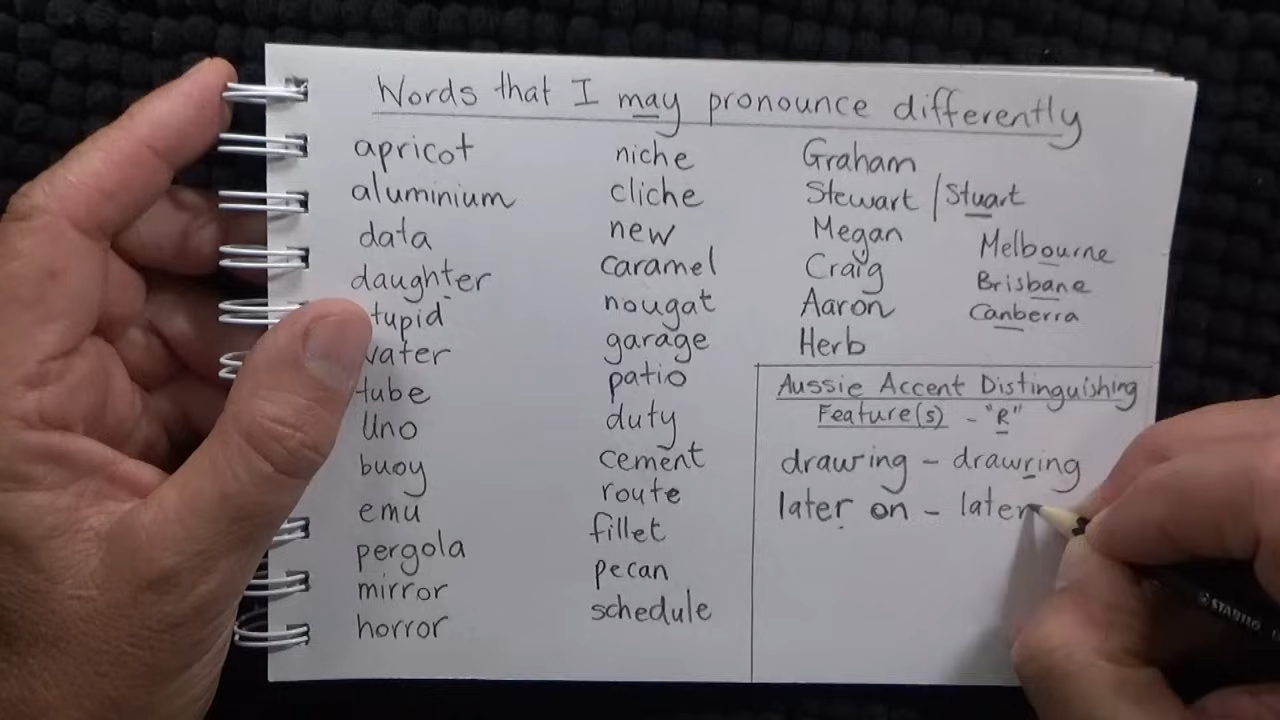 Words that I may pronounce differently
apricot
aluminium
data
daughter
tupid
water
tube
Uno
buoy
emu
pergola
mirror
horror
niche
cliche
new
caramel
nougat
garage
patio
duty
cement
route
fillet
pecan
schedule
Graham
Stewart / Stuart
Megan
Craig
Aaron
Herb
Melbourne
Brisbane
Canberra
Aussie Accent Distinguishing
Feature(s) - "R"
drawing - drawring
later on - later
STABILO